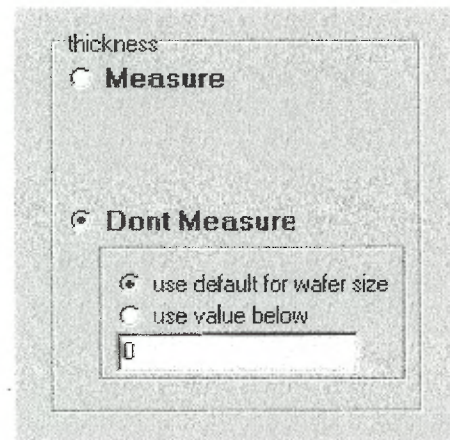 thickness
Measure
Dont Measure
use default for wafer size
use value below
0